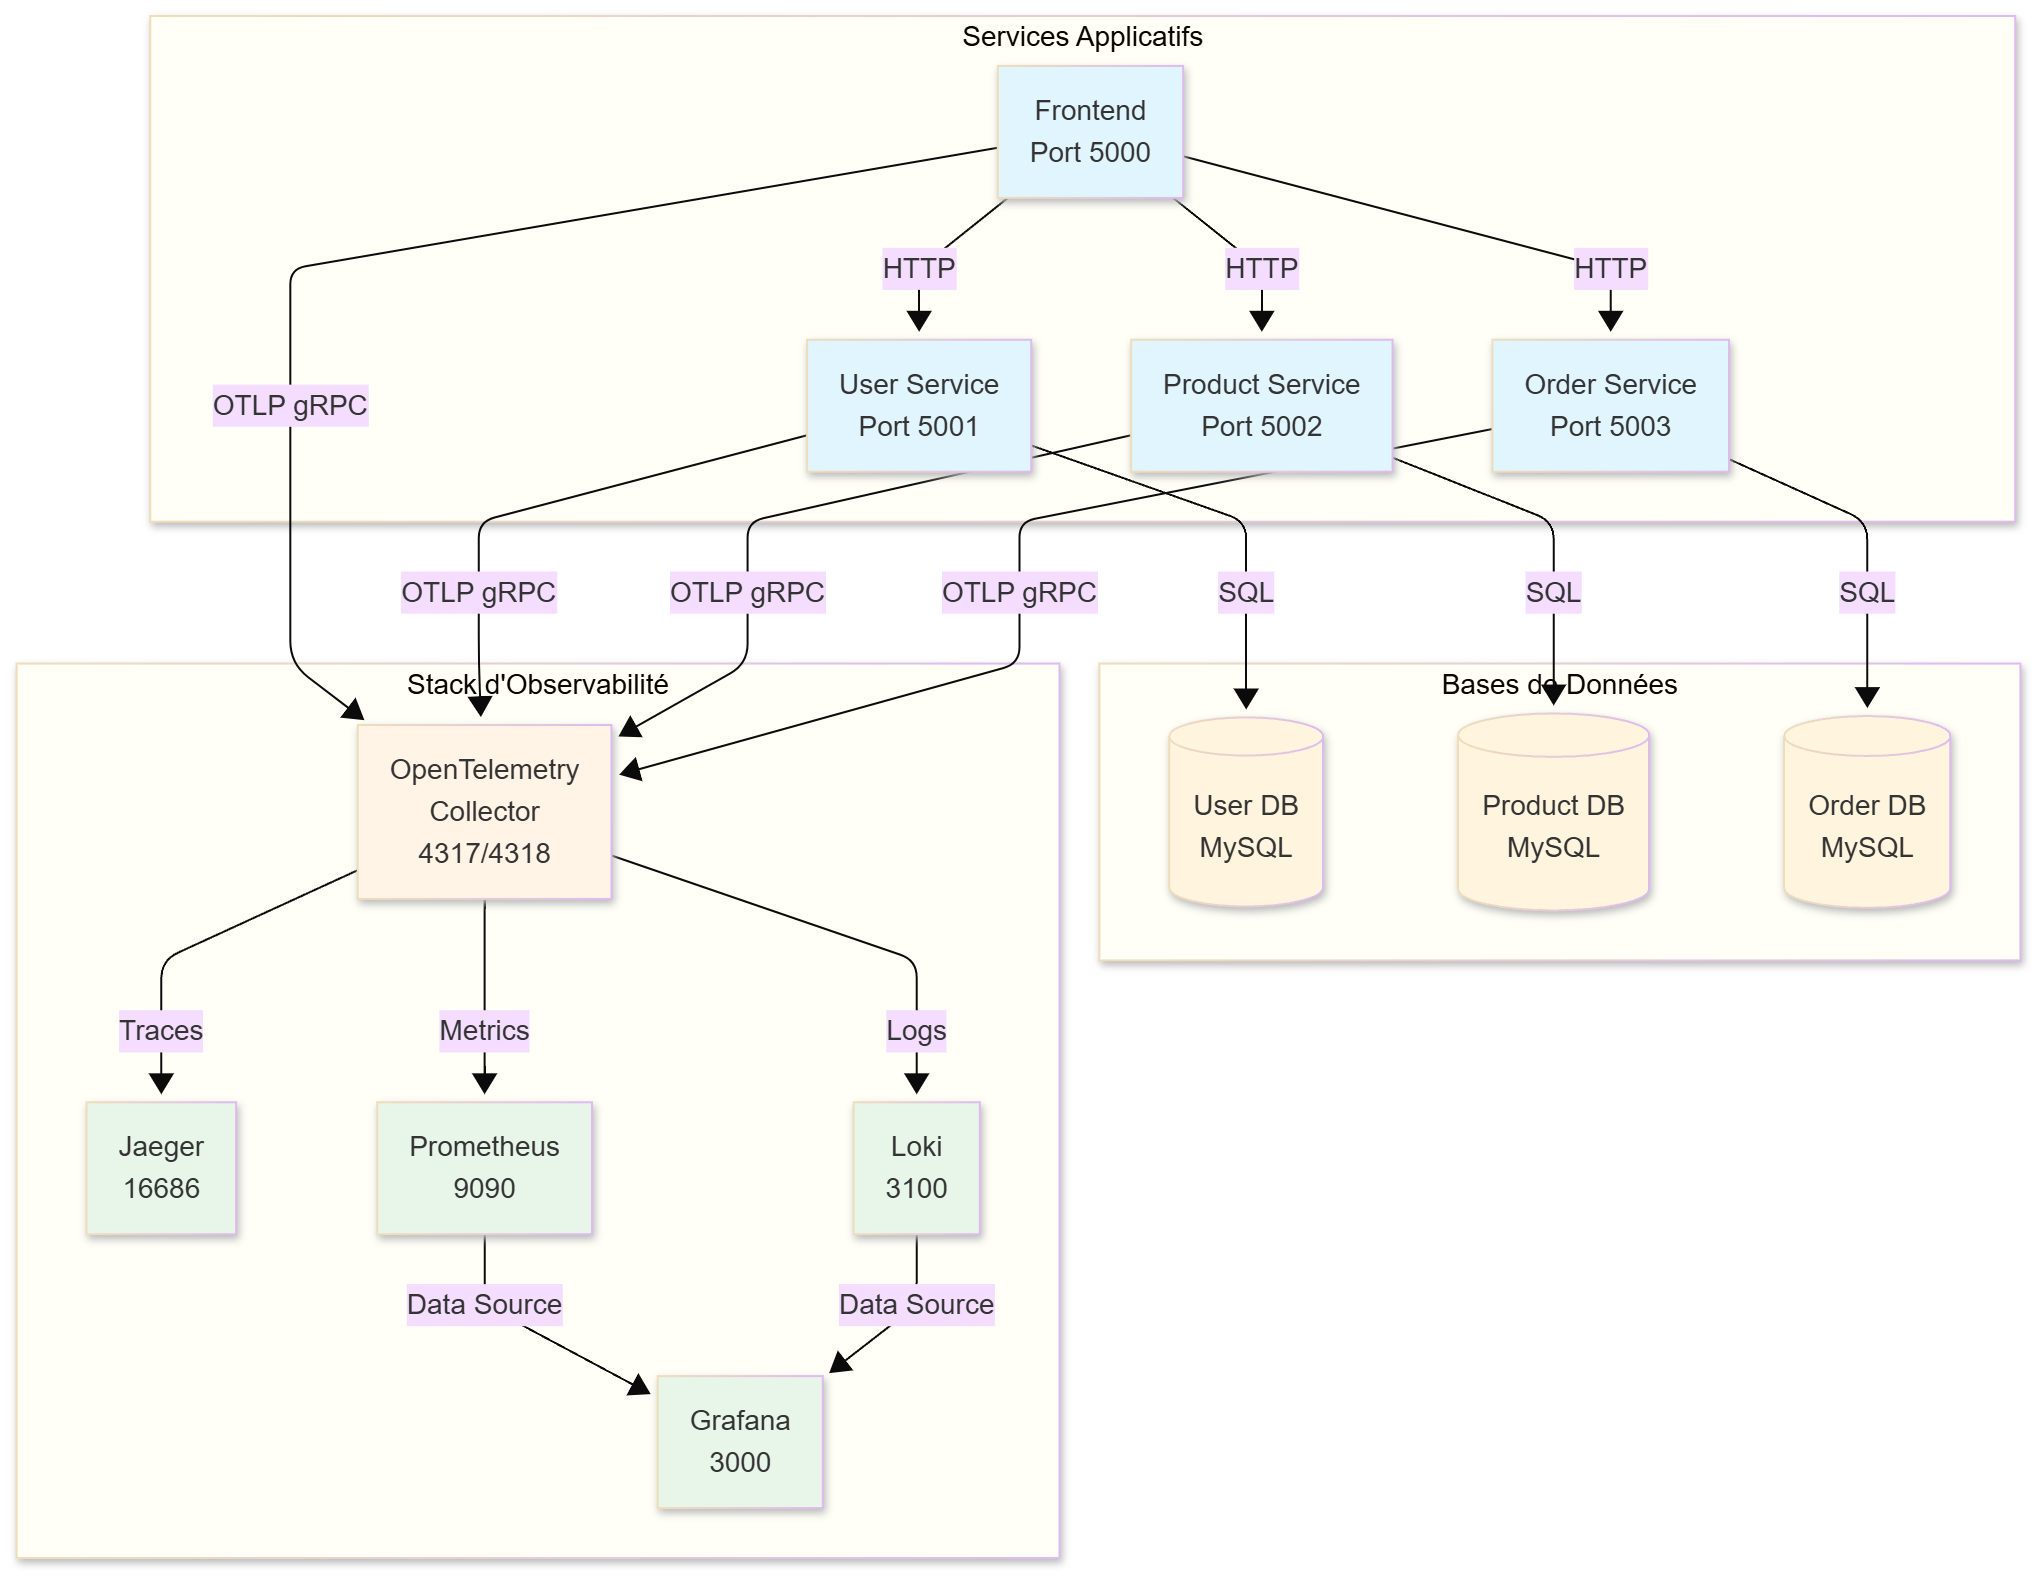 Services Applicatifs
Frontend
Port 5000
HTTP
HTTP
HTTP
User Service
Port 5001
Product Service
Port 5002
Order Service
Port 5003
OTLP gRPC
OTLP gRPC
OTLP gRPC
OTLP gRPC
SQL
SQL
SQL
Stack d'Observabilité
OpenTelemetry
Collector
4317/4318
Bases de Données
User DB
MySQL
Product DB
MySQL
Order DB
MySQL
Traces
Metrics
Logs
Jaeger
16686
Prometheus
9090
Loki
3100
Data Source
Data Source
Grafana
3000